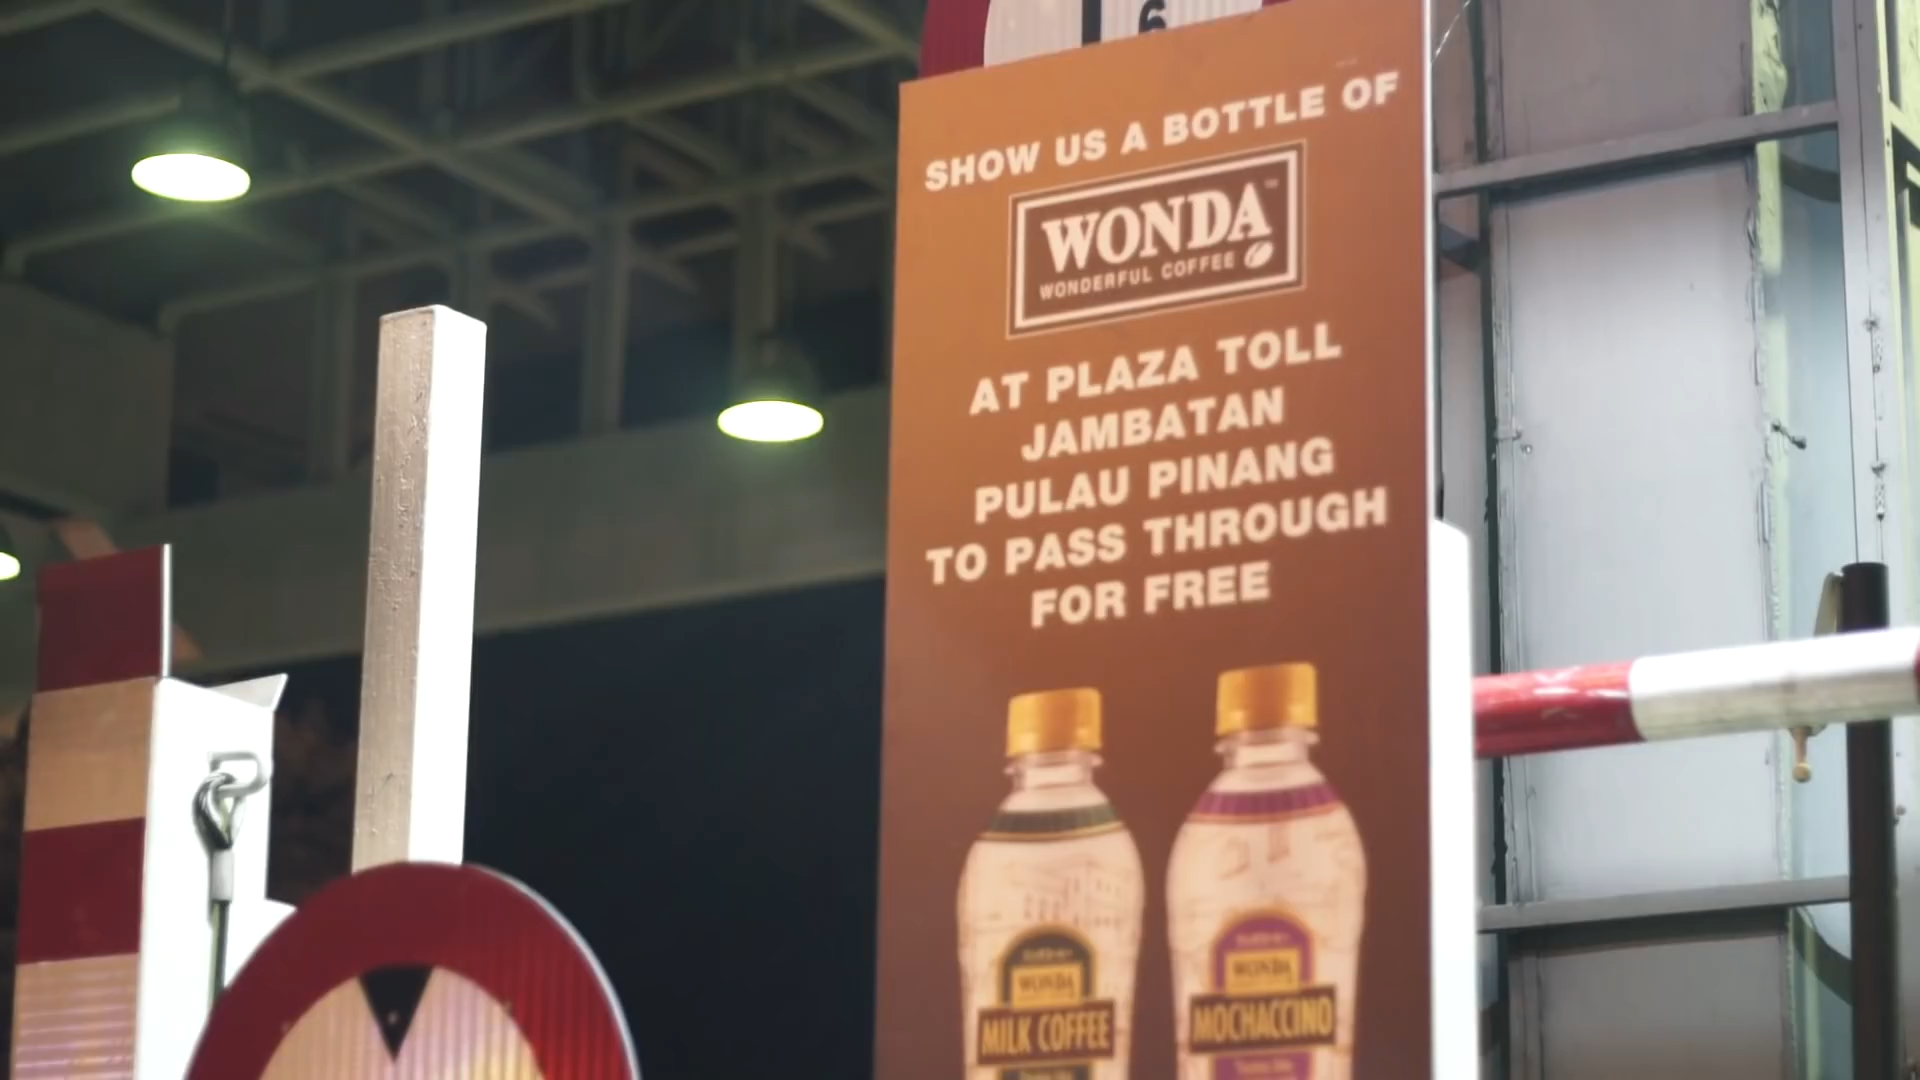 6
SHOW US A BOTTLE OF
WONDA™
WONDERFUL COFFEE
AT PLAZA TOLL
JAMBATAN
PULAU PINANG
TO PASS THROUGH
FOR FREE
WONDA
MILK COFFEE
WONDA
MOCHACCINO